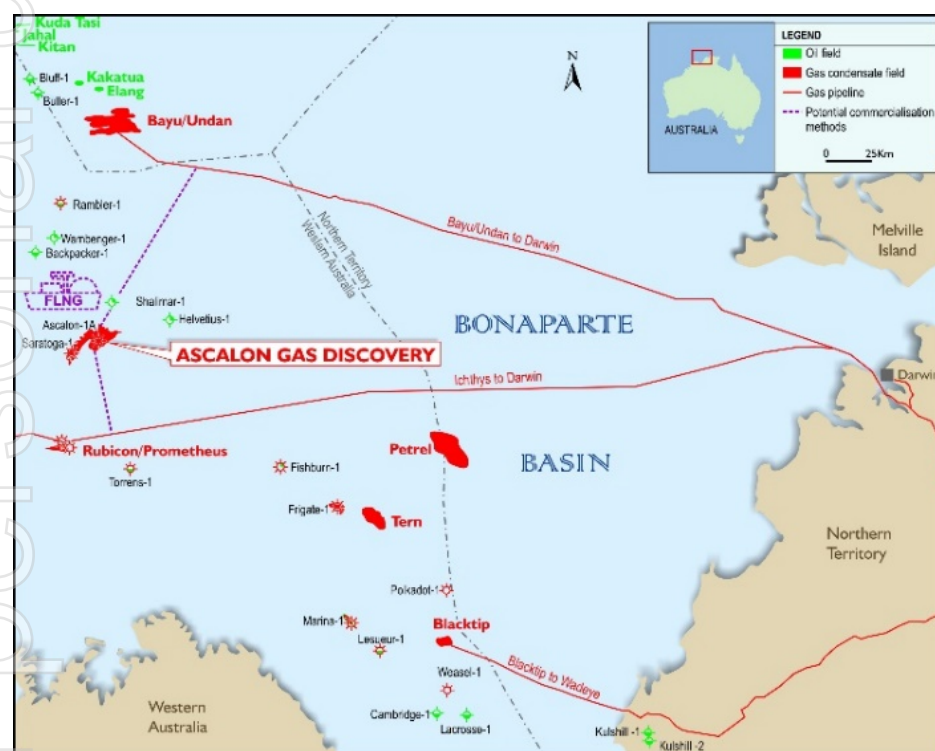 Kuda Tasi
Jahal
Kitan
Bluff-1
Kakatua
Elang
Buller-1
Bayu/Undan
N
AUSTRALIA
LEGEND
Oil field
Gas condensate field
Gas pipeline
Potential commercialisation
methods
0 25Km
Rambler-1
Wambenger-1
Backpacker-1
Northern Territory
Western Australia
Bayu/Undan to Darwin
Melville
Island
FLNG
Shalmar-1
Helvetius-1
Ascalon-1A
Saratoga-1
ASCALON GAS DISCOVERY
BONAPARTE
Ichthys to Darwin
Darwin
Rubicon/Prometheus
Torrens-1
Fishburn-1
Petrel
BASIN
Frigate-1
Tern
Northern
Territory
Polkadot-1
Marina-1
Lesueur-1
Blacktip
Blacktip to Wadeye
Weasel-1
Western
Australia
Cambridge-1
Lacrosse-1
Kulshill -1
Kulshill -2